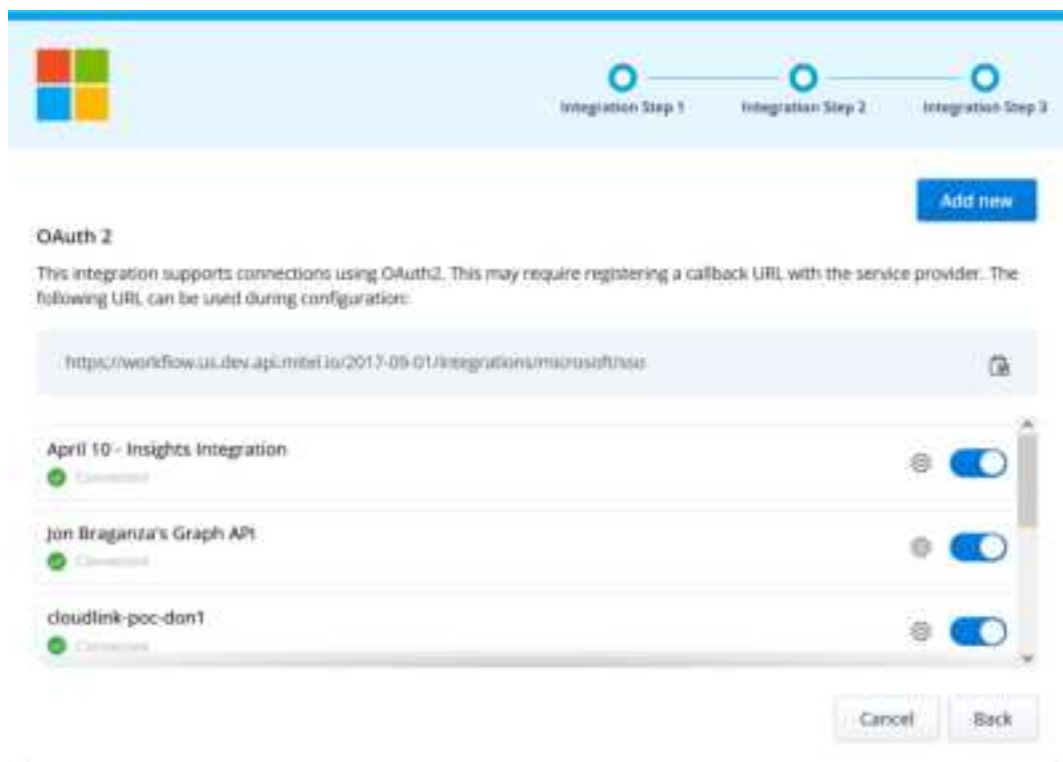 Integration Step 1
Integration Step 2
Integration Step 3
Add new
OAuth 2
This integration supports connections using OAuth2. This may require registering a callback URL with the service provider. The
following URL can be used during configuration:
https://workflow.us.dev.api.mitel.io/2017-09-01/integrations/microsoft/sso
April 10 - Insights Integration
Connected
Jon Braganza's Graph API
Connected
cloudlink-poc-don1
Connected
Cancel
Back